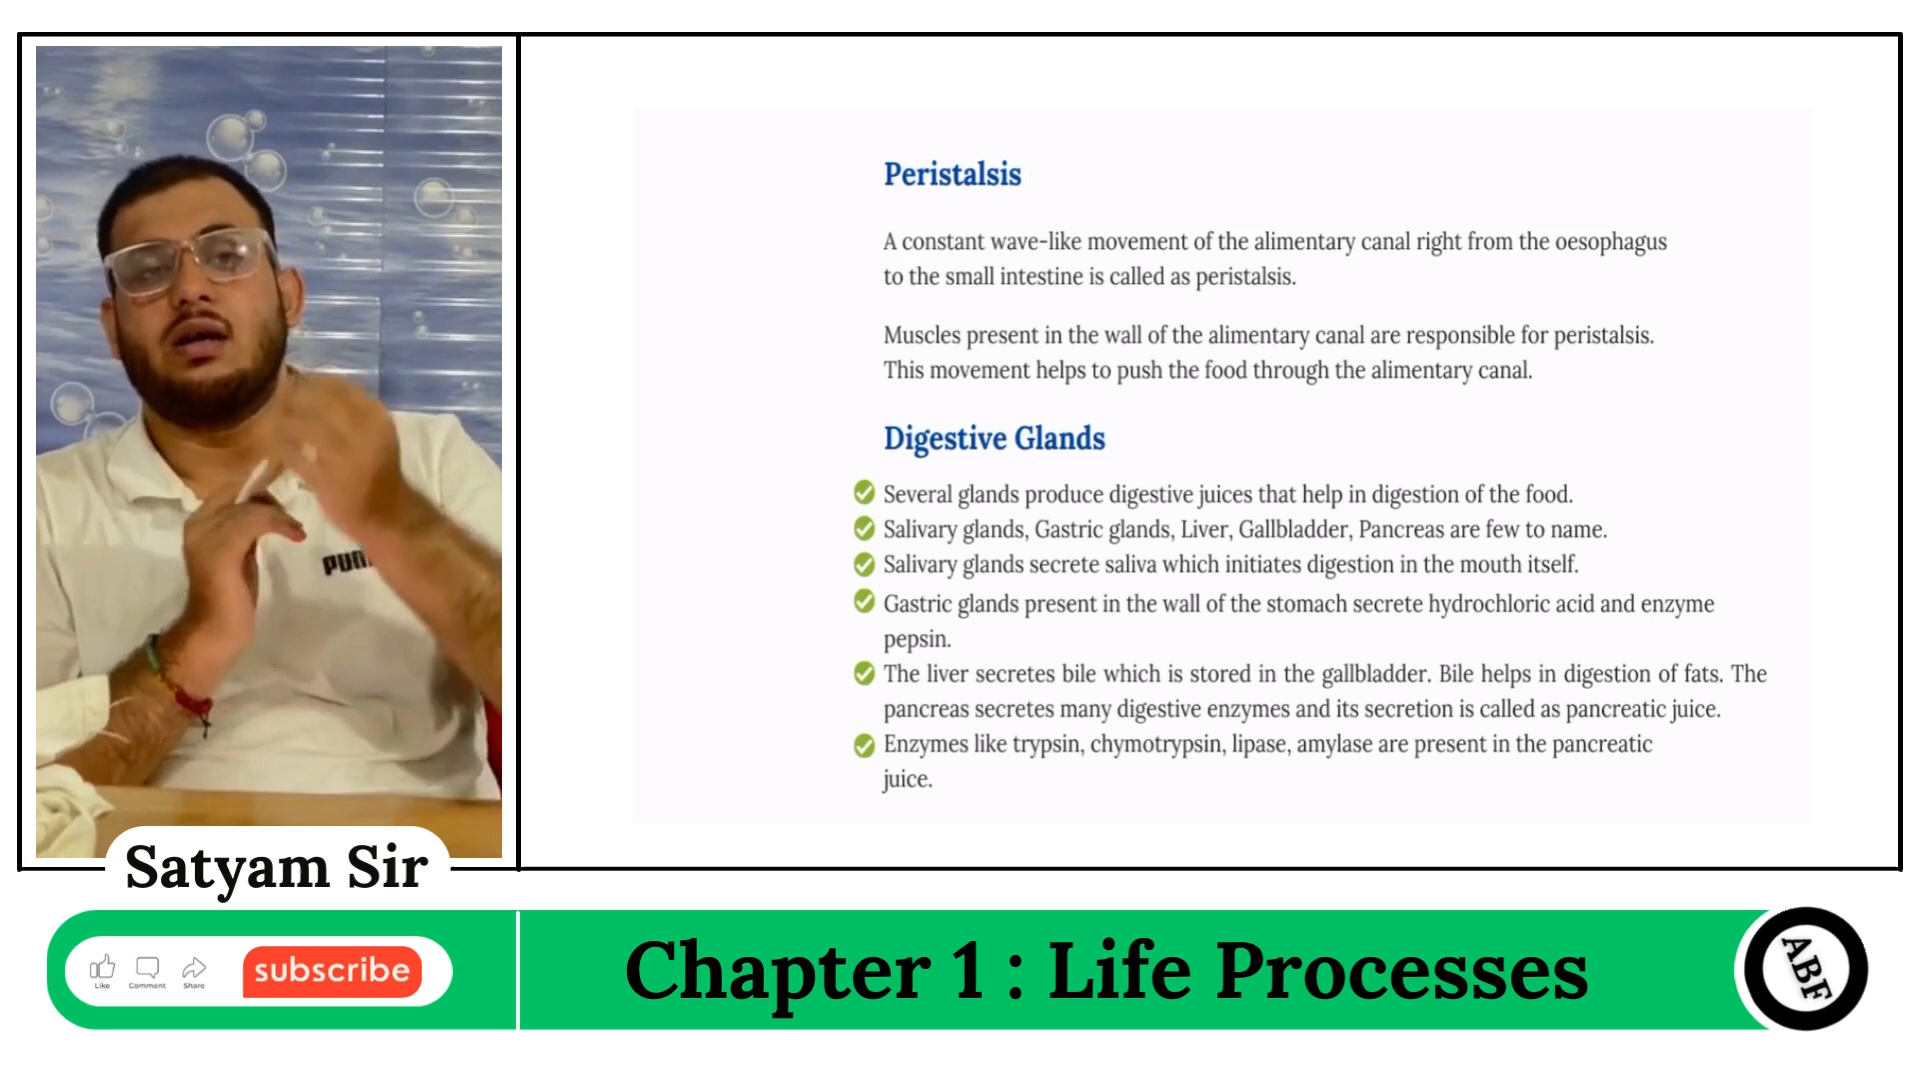 Peristalsis
A constant wave-like movement of the alimentary canal right from the oesophagus
to the small intestine is called as peristalsis.
Muscles present in the wall of the alimentary canal are responsible for peristalsis.
This movement helps to push the food through the alimentary canal.
Digestive Glands
Several glands produce digestive juices that help in digestion of the food.
Salivary glands, Gastric glands, Liver, Gallbladder, Pancreas are few to name.
Salivary glands secrete saliva which initiates digestion in the mouth itself.
Gastric glands present in the wall of the stomach secrete hydrochloric acid and enzyme
pepsin.
The liver secretes bile which is stored in the gallbladder. Bile helps in digestion of fats. The
pancreas secretes many digestive enzymes and its secretion is called as pancreatic juice.
Enzymes like trypsin, chymotrypsin, lipase, amylase are present in the pancreatic
juice.
Satyam Sir
Like Comment Share subscribe
Chapter 1 : Life Processes
ABF